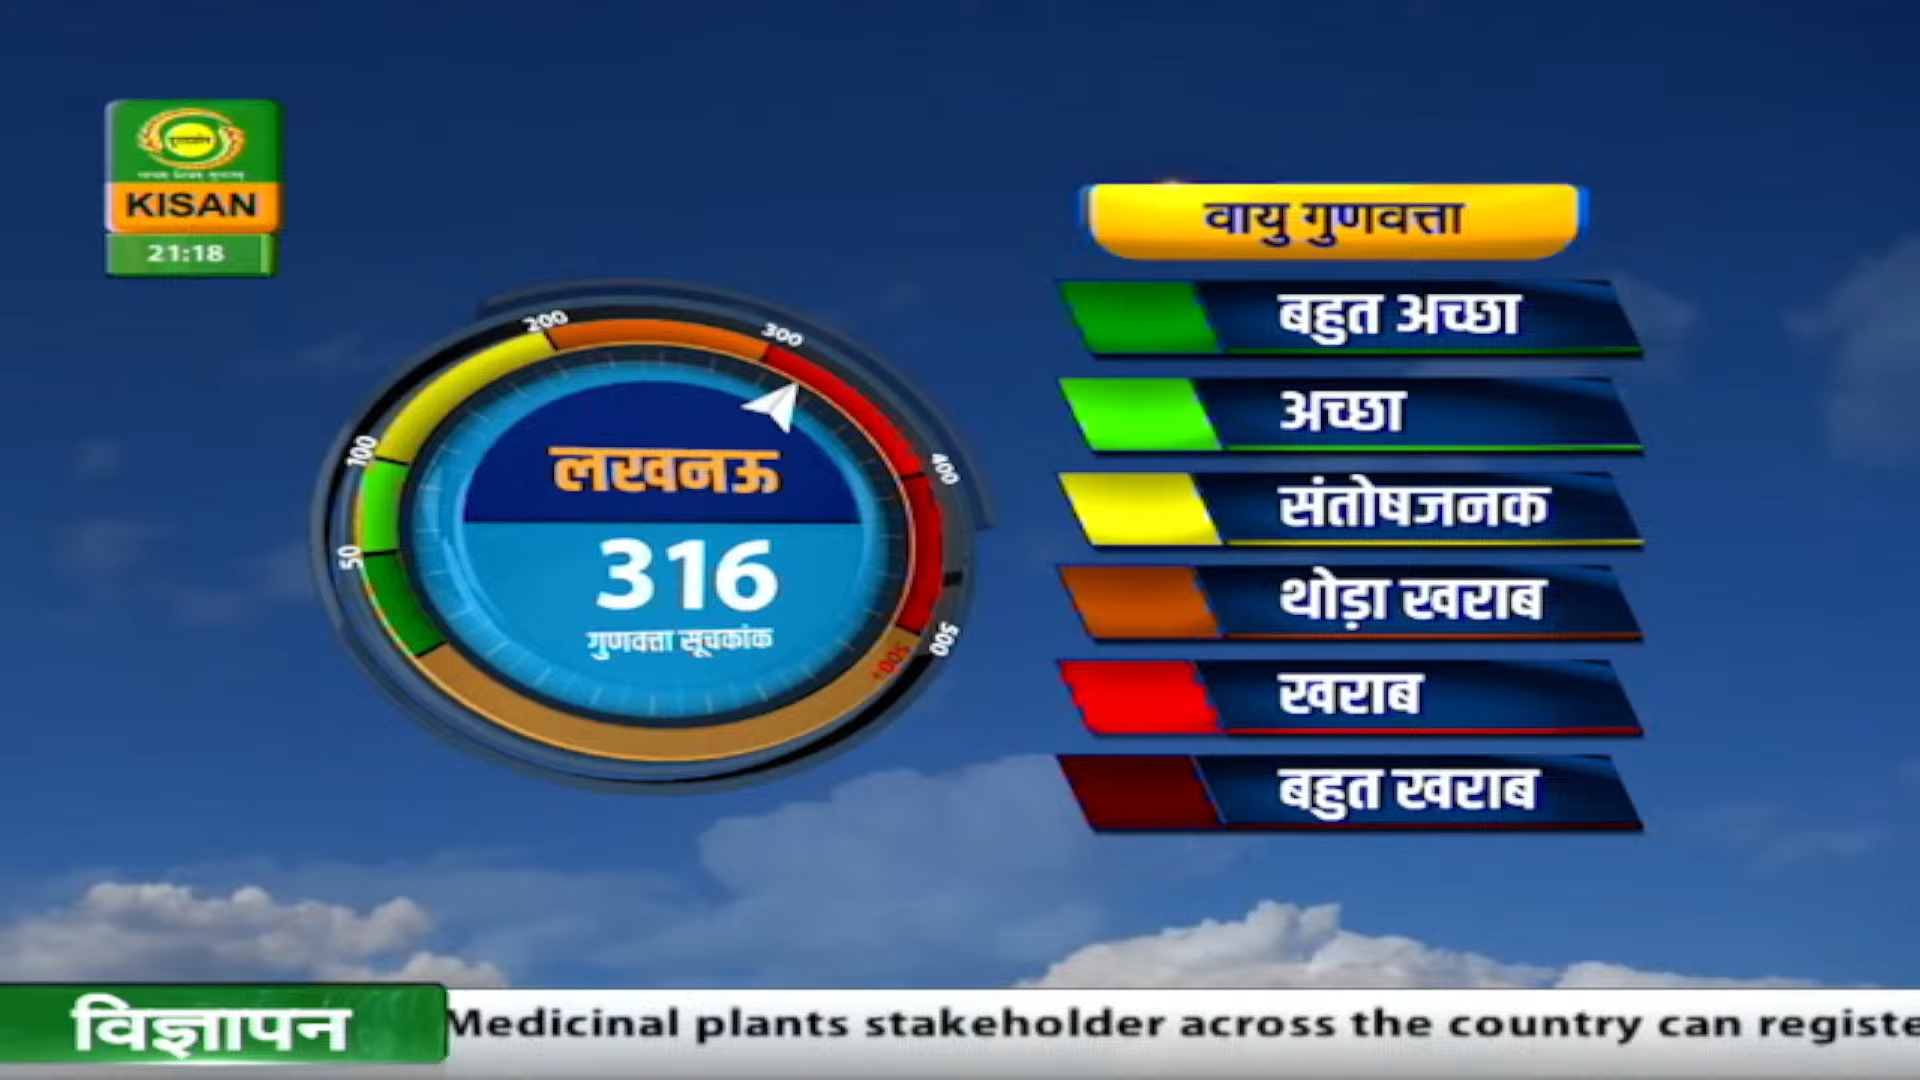 KISAN
21:18
वायु गुणवत्ता
बहुत अच्छा
अच्छा
संतोषजनक
थोड़ा खराब
खराब
बहुत खराब
50
100
200
300
400
500
500+
लखनऊ
316
गुणवत्ता सूचकांक
विज्ञापन
Medicinal plants stakeholder across the country can registe